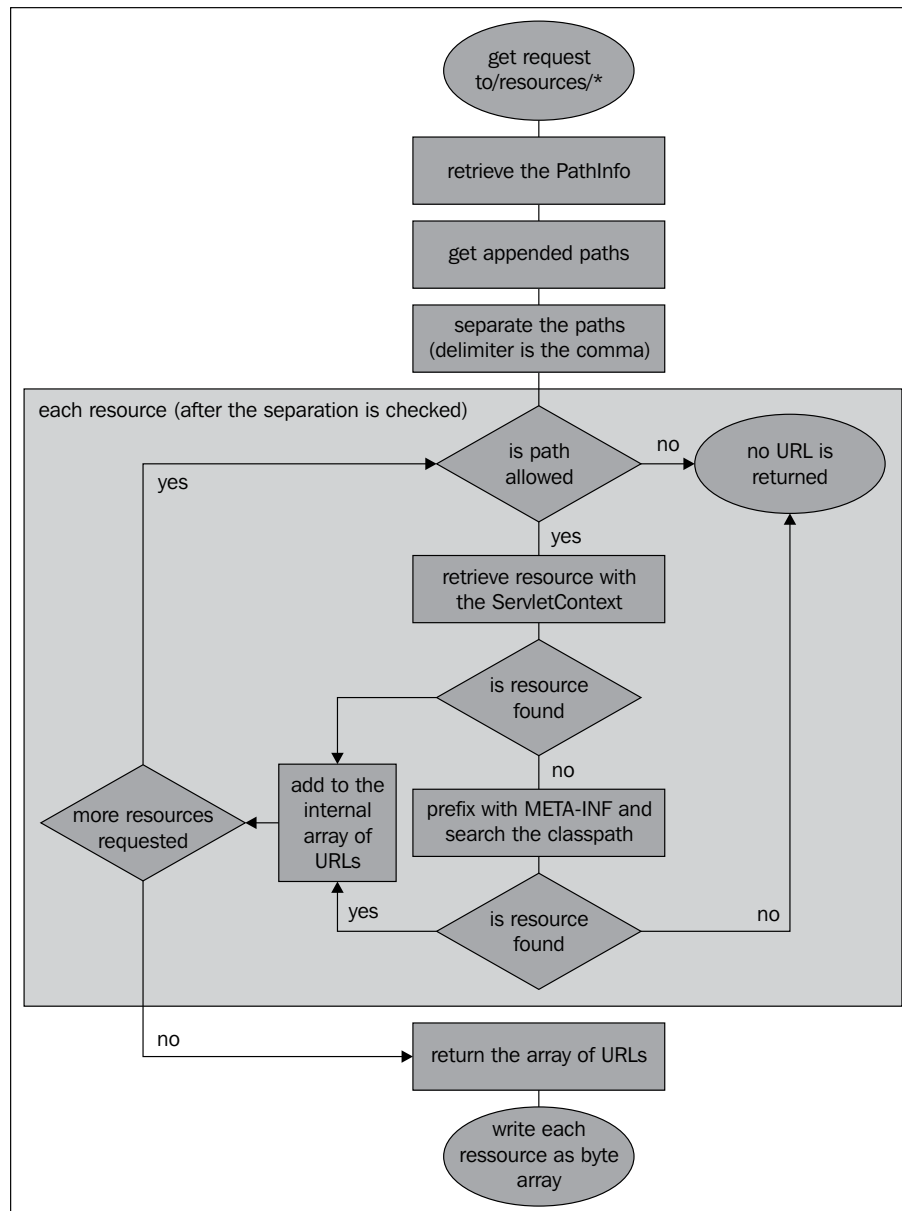 get request
to/resources/*
retrieve the PathInfo
get appended paths
separate the paths
(delimiter is the comma)
each resource (after the separation is checked)
is path
allowed
no
no URL is
returned
yes
yes
retrieve resource with
the ServletContext
is resource
found
no
add to the
internal
array of
URLs
more resources
requested
prefix with META-INF and
search the classpath
yes
is resource
found
no
no
return the array of URLs
write each
ressource as byte
array